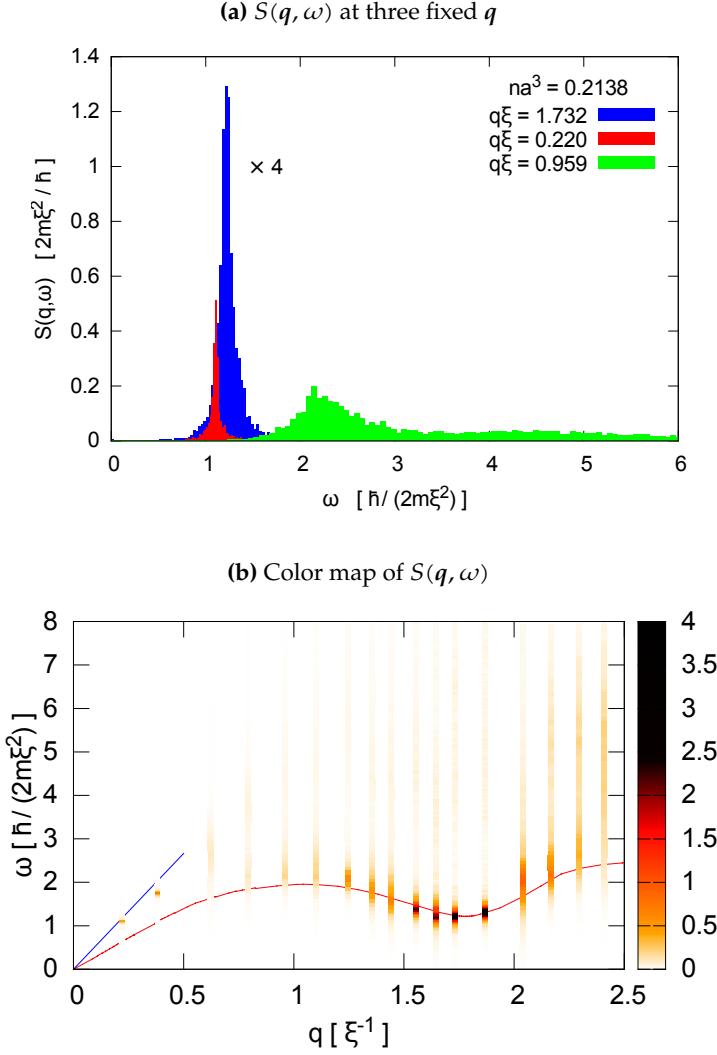 (a) S(q, ω) at three fixed q
S(q,ω) [ 2mξ² / ħ ]
1.4
1.2
1
0.8
0.6
0.4
0.2
0
na³ = 0.2138
qξ = 1.732
qξ = 0.220
qξ = 0.959
× 4
0 1 2 3 4 5 6
ω [ ħ / (2mξ²) ]
(b) Color map of S(q, ω)
ω [ ħ / (2mξ²) ]
8
7
6
5
4
3
2
1
0
0 0.5 1 1.5 2 2.5
q [ ξ⁻¹ ]
4
3.5
3
2.5
2
1.5
1
0.5
0